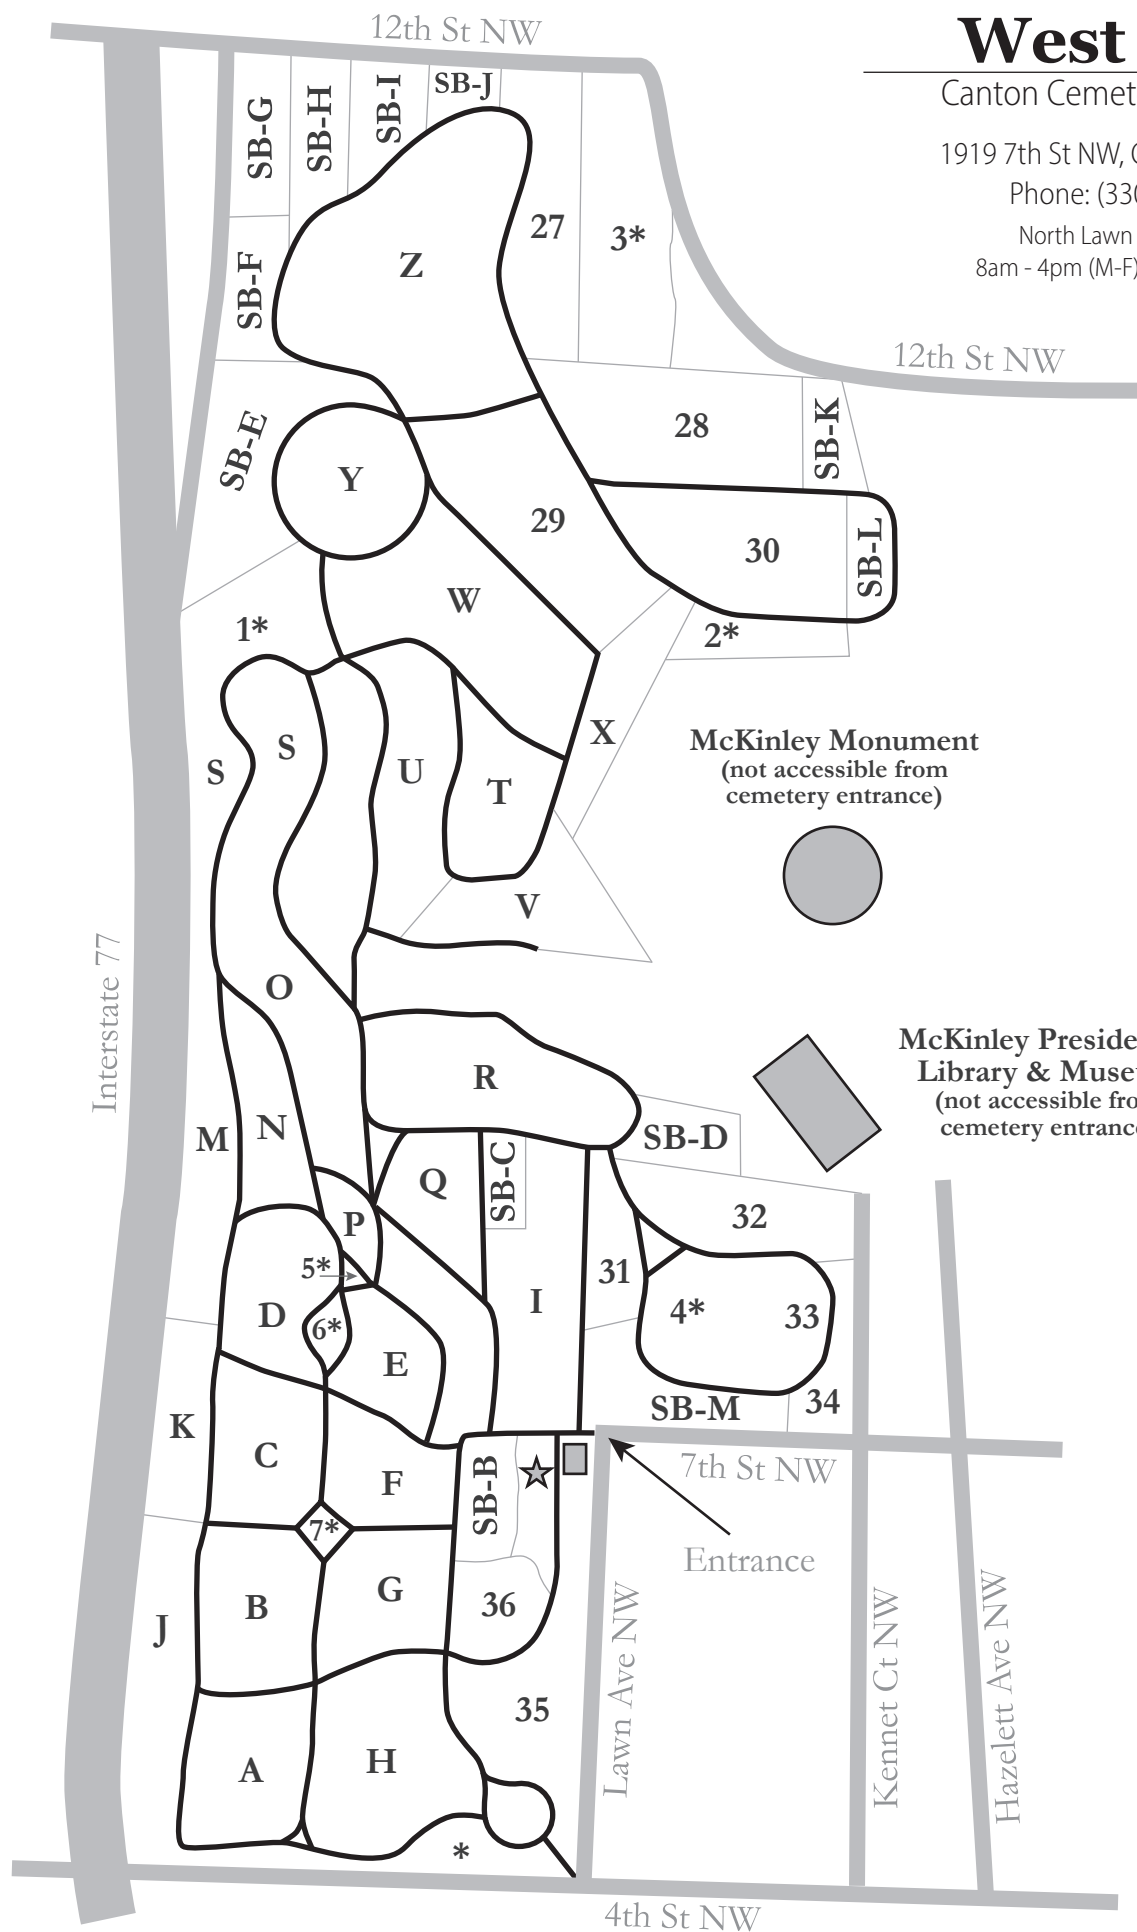 12th St NW
West
Canton Cemet
1919 7th St NW,
Phone: (330
North Lawn
8am - 4pm (M-F)
SB-G
SB-H
SB-I
SB-J
27
3*
Z
SB-F
12th St NW
28
SB-K
SB-E
Y
29
30
SB-L
W
1*
2*
S
S
U
T
X
McKinley Monument
(not accessible from
cemetery entrance)
V
Interstate 77
O
McKinley Preside
Library & Muse
(not accessible fro
cemetery entranc
R
M
N
Q
SB-C
SB-D
P
32
5*
31
I
D
6*
4*
33
E
K
C
SB-M
34
F
SB-B
7th St NW
7*
Entrance
J
B
G
36
35
Lawn Ave NW
Kennet Ct NW
Hazelett Ave NW
A
H
*
4th St NW